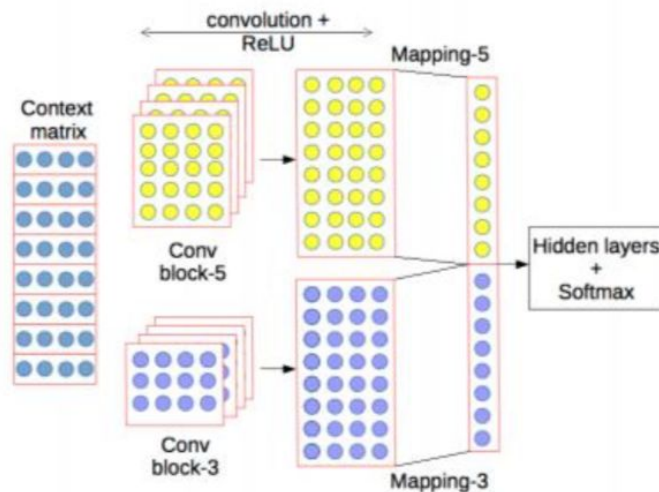 convolution +
ReLU
Mapping-5
Context
matrix
Conv
block-5
Hidden layers
+
Softmax
Conv
block-3
Mapping-3